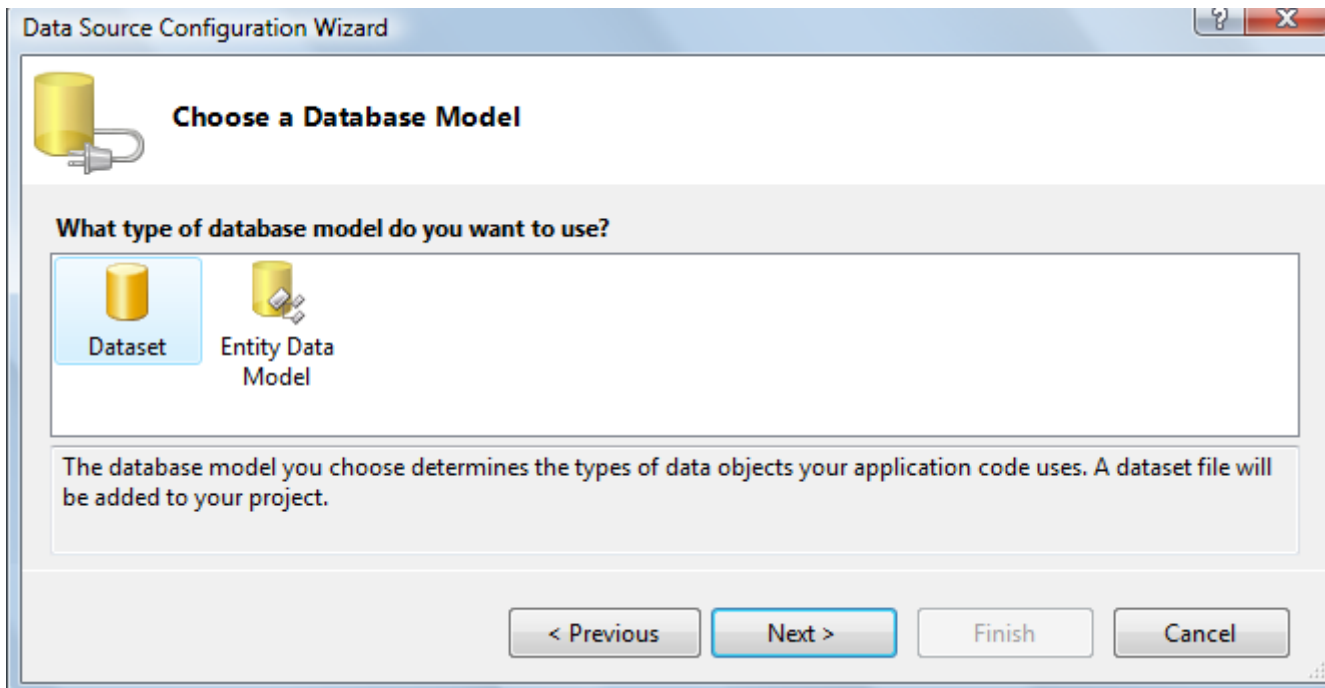 Data Source Configuration Wizard
?
X
Choose a Database Model
What type of database model do you want to use?
Dataset
Entity Data
Model
The database model you choose determines the types of data objects your application code uses. A dataset file will
be added to your project.
< Previous
Next >
Finish
Cancel